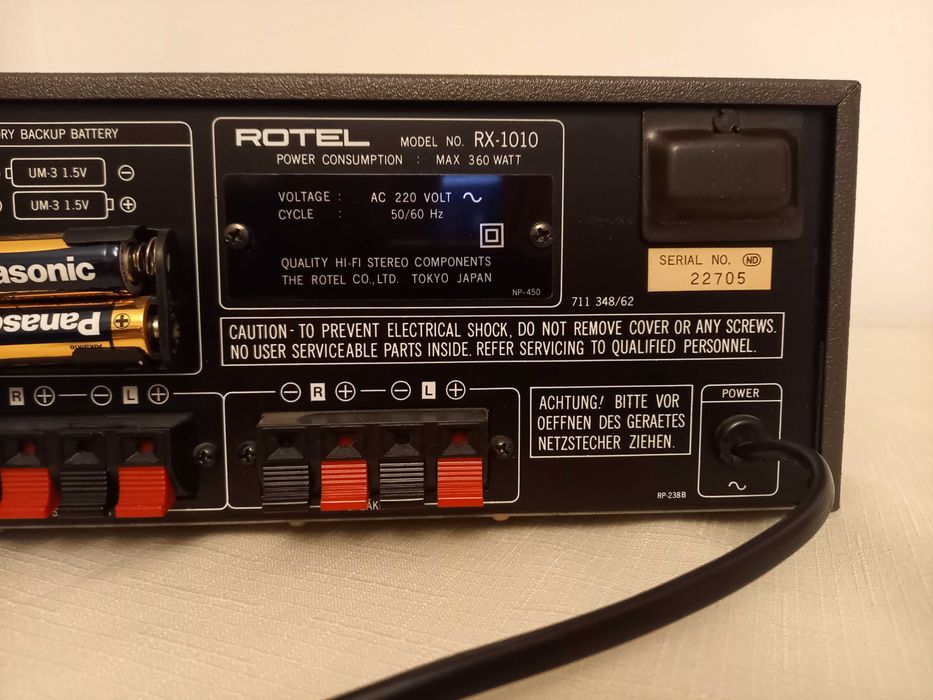 RY BACKUP BATTERY
UM-3 1.5V
UM-3 1.5V
asonic
Panaso
Alkaline
ROTEL MODEL NO. RX-1010
POWER CONSUMPTION : MAX 360 WATT
VOLTAGE : AC 220 VOLT
CYCLE : 50/60 Hz
QUALITY HI-FI STEREO COMPONENTS
THE ROTEL CO., LTD. TOKYO JAPAN
NP-450
711 348/62
SERIAL NO. ND
22705
CAUTION - TO PREVENT ELECTRICAL SHOCK, DO NOT REMOVE COVER OR ANY SCREWS.
NO USER SERVICEABLE PARTS INSIDE. REFER SERVICING TO QUALIFIED PERSONNEL.
R L
R L
ACHTUNG! BITTE VOR
OEFFNEN DES GERAETES
NETZSTECHER ZIEHEN.
POWER
RP-238B